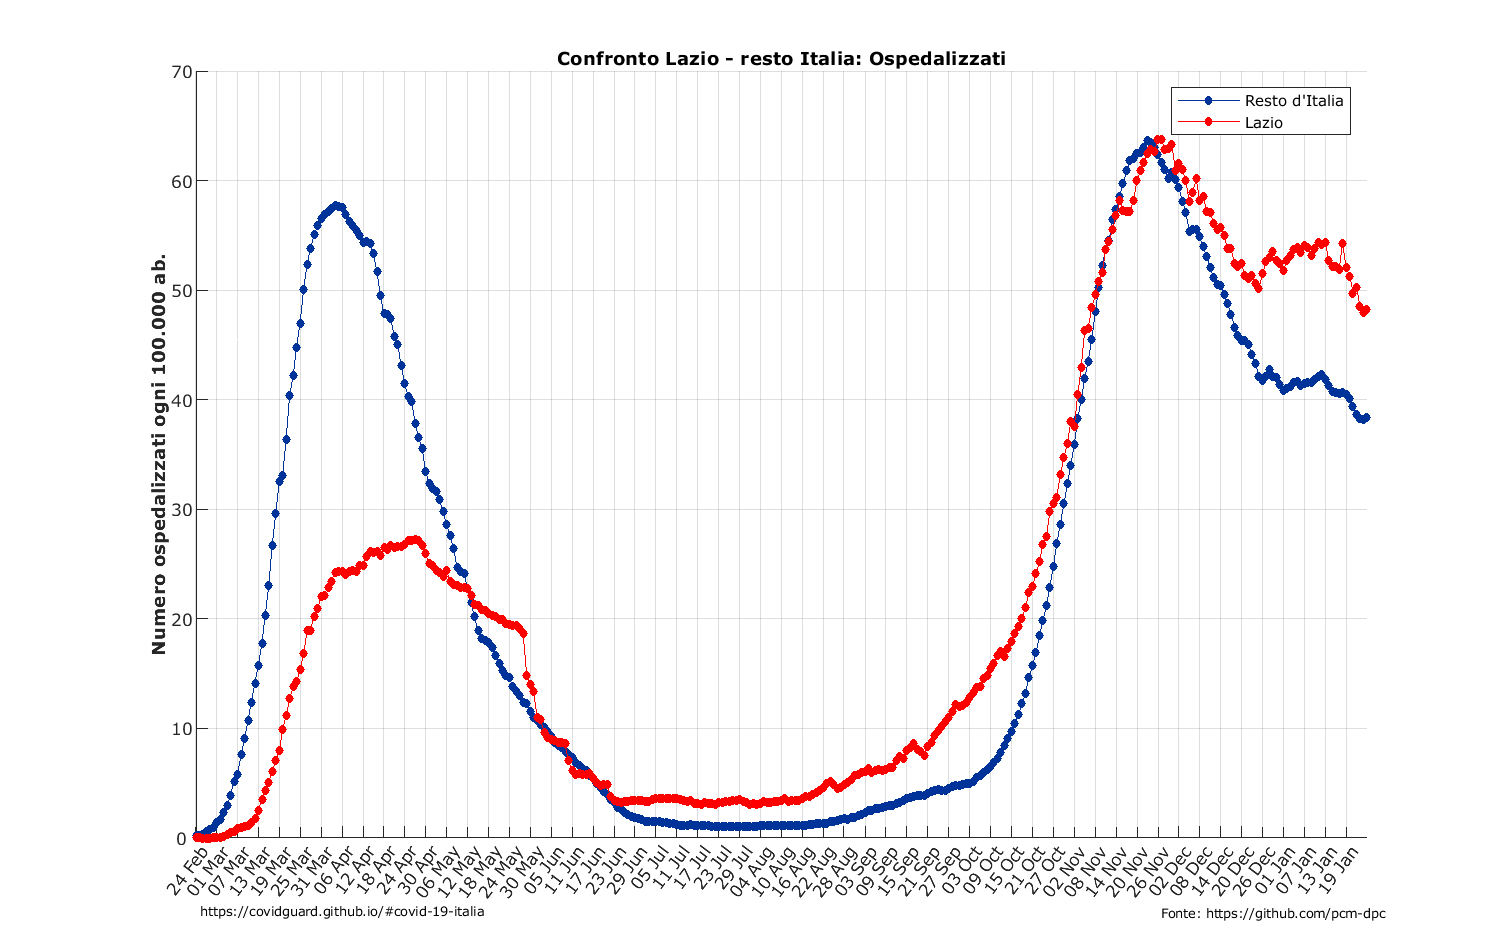 Confronto Lazio - resto Italia: Ospedalizzati
Resto d'Italia
Lazio
Numero ospedalizzati ogni 100.000 ab.
70
60
50
40
30
20
10
0
24 Feb
01 Mar
07 Mar
13 Mar
19 Mar
25 Mar
31 Mar
06 Apr
12 Apr
18 Apr
24 Apr
30 Apr
06 May
12 May
18 May
24 May
30 May
05 Jun
11 Jun
17 Jun
23 Jun
29 Jun
05 Jul
11 Jul
17 Jul
23 Jul
29 Jul
04 Aug
10 Aug
16 Aug
22 Aug
28 Aug
03 Sep
09 Sep
15 Sep
21 Sep
27 Sep
03 Oct
09 Oct
15 Oct
21 Oct
27 Oct
02 Nov
08 Nov
14 Nov
20 Nov
26 Nov
02 Dec
08 Dec
14 Dec
20 Dec
26 Dec
01 Jan
07 Jan
13 Jan
19 Jan
https://covidguard.github.io/#covid-19-italia
Fonte: https://github.com/pcm-dpc